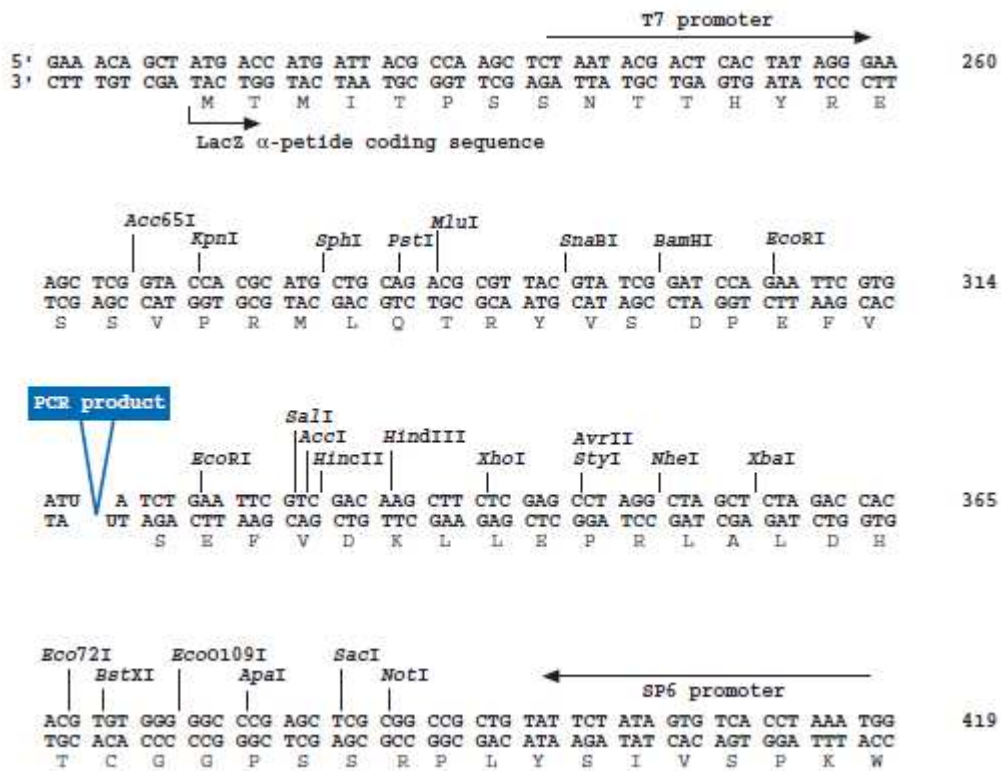 T7 promoter
5' GAA ACA GCT ATG ACC ATG ATT ACG CCA AGC TCT AAT ACG ACT CAC TAT AGG GAA 260
3' CTT TGT CGA TAC TGG TAC TAA TGC GGT TCG AGA TTA TGC TGA GTG ATA TCC CTT
M T M I T P S S N T T H Y R E
LacZ α-petide coding sequence
Acc65I MluI
KpnI SphI PstI SnaBI BamHI EcoRI
AGC TCG GTA CCA CGC ATG CTG CAG ACG CGT TAC GTA TCG GAT CCA GAA TTC GTG 314
TCG AGC CAT GGT GCG TAC GAC GTC TGC GCA ATG CAT AGC CTA GGT CTT AAG CAC
S S V P R M L Q T R Y V S D P E F V
PCR product
SalI
AccI HindIII AvrII
EcoRI HincII XhoI StyI NheI XbaI
ATU A TCT GAA TTC GTC GAC AAG CTT CTC GAG CCT AGG CTA GCT CTA GAC CAC 365
TA UT AGA CTT AAG CAG CTG TTC GAA GAG CTC GGA TCC GAT CGA GAT CTG GTG
S E F V D K L L E P R L A L D H
Eco72I EcoO109I SacI
BstXI ApaI NotI SP6 promoter
ACG TGT GGG GGC CCG AGC TCG CGG CCG CTG TAT TCT ATA GTG TCA CCT AAA TGG 419
TGC ACA CCC CCG GGC TCG AGC GCC GGC GAC ATA AGA TAT CAC AGT GGA TTT ACC
T C G G P S S R P L Y S I V S P K W